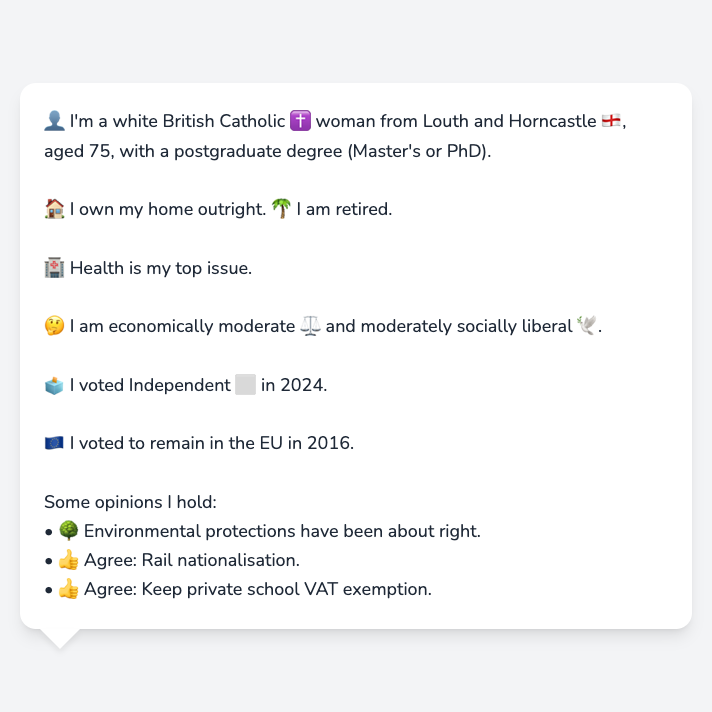 👤 I'm a white British Catholic ✝️ woman from Louth and Horncastle 🏴󠁧󠁢󠁥󠁮󠁧󠁿,
aged 75, with a postgraduate degree (Master's or PhD).
🏠 I own my home outright. 🌴 I am retired.
🏥 Health is my top issue.
🤔 I am economically moderate ⚖️ and moderately socially liberal 🕊️.
🗳️ I voted Independent ⬜ in 2024.
🇪🇺 I voted to remain in the EU in 2016.
Some opinions I hold:
• 🌳 Environmental protections have been about right.
• 👍 Agree: Rail nationalisation.
• 👍 Agree: Keep private school VAT exemption.